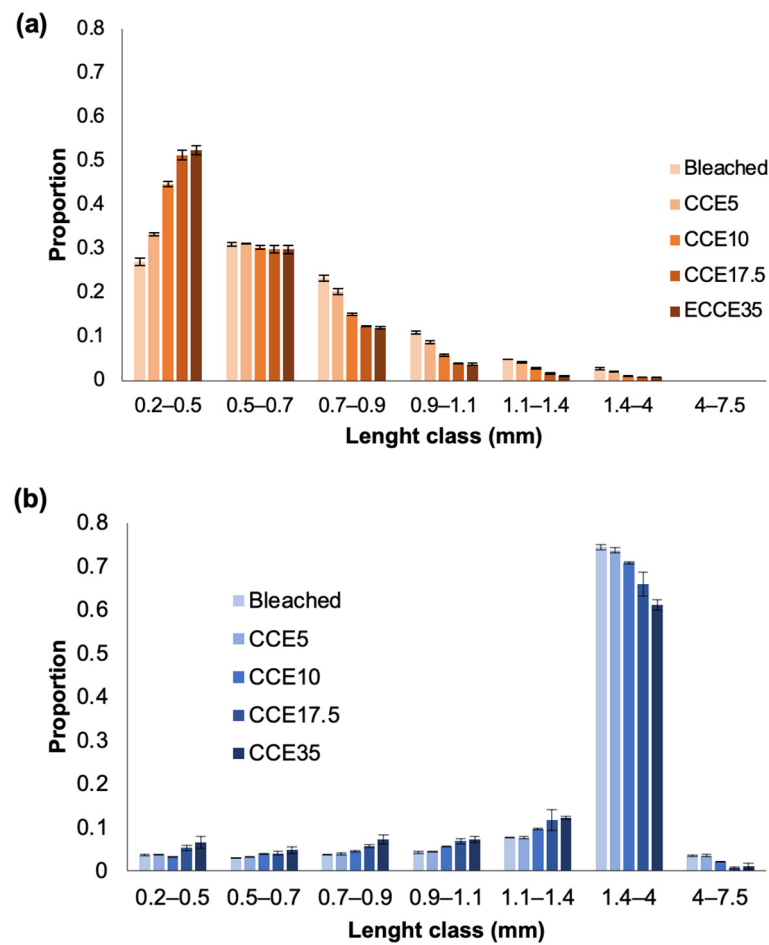 (a)
0.8
0.7
0.6
0.5
0.4
0.3
0.2
0.1
0
Proportion
Bleached
CCE5
CCE10
CCE17.5
ECCE35
0.2–0.5 0.5–0.7 0.7–0.9 0.9–1.1 1.1–1.4 1.4–4 4–7.5
Lenght class (mm)
(b)
0.8
0.7
0.6
0.5
0.4
0.3
0.2
0.1
0
Proportion
Bleached
CCE5
CCE10
CCE17.5
CCE35
0.2–0.5 0.5–0.7 0.7–0.9 0.9–1.1 1.1–1.4 1.4–4 4–7.5
Lenght class (mm)